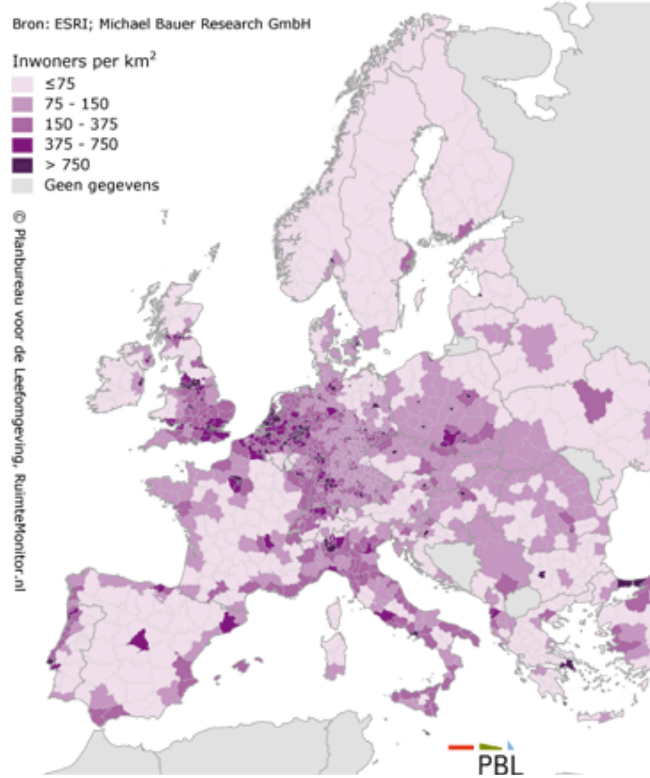 Bron: ESRI; Michael Bauer Research GmbH
Inwoners per km²
≤75
75 - 150
150 - 375
375 - 750
> 750
Geen gegevens
© Planbureau voor de Leefomgeving, RuimteMonitor.nl
PBL